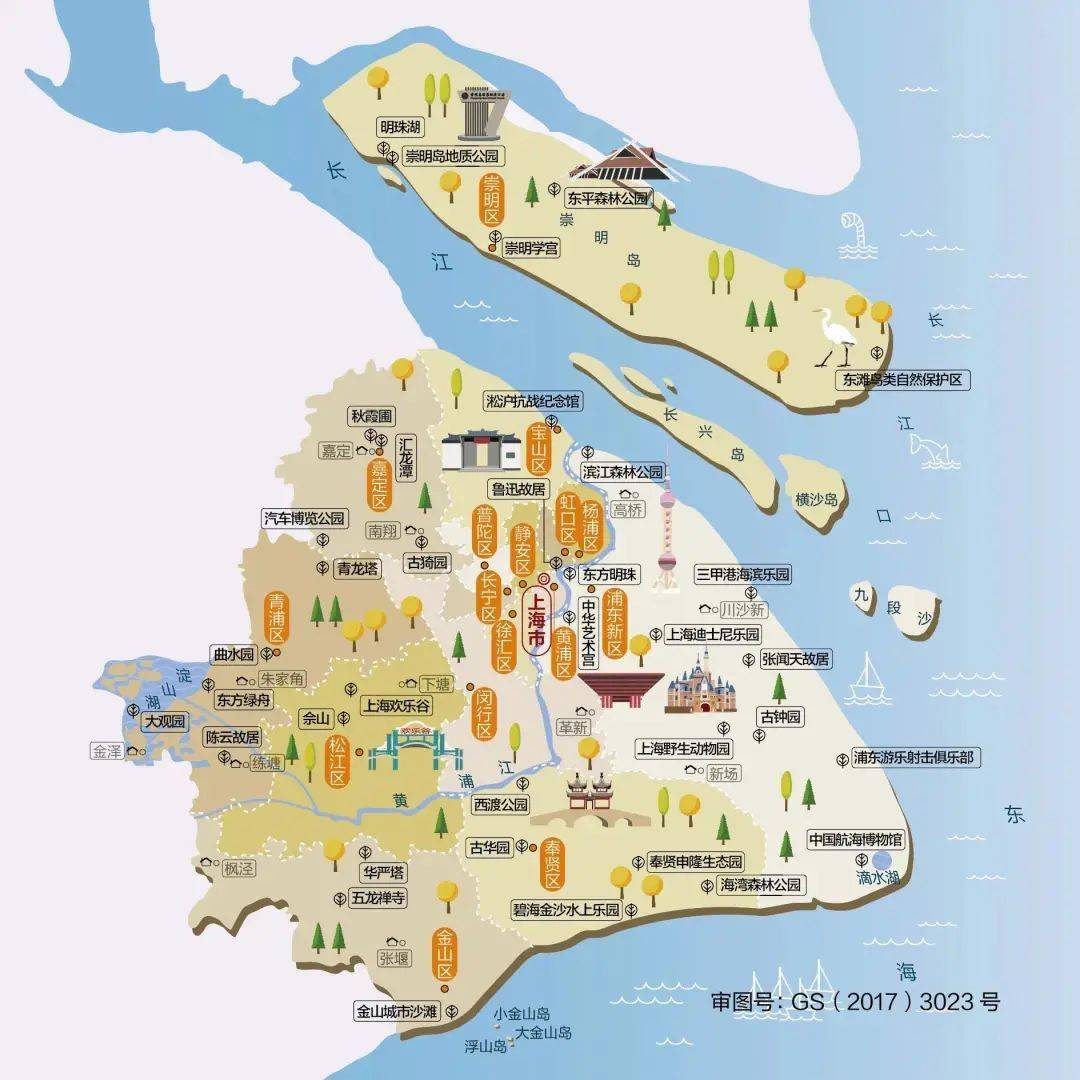 明珠湖
崇明岛地质公园
长
崇明区
东平森林公园
崇
明
岛
崇明学宫
江
长
东滩鸟类自然保护区
江
口
淞沪抗战纪念馆
长
兴
岛
秋霞圃
嘉定
汇龙潭
宝山区
嘉定区
滨江森林公园
横沙岛
鲁迅故居
虹口区
杨浦区
高桥
汽车博览公园
南翔
普陀区
静安区
古猗园
青龙塔
东方明珠
三甲港海滨乐园
长宁区
上海市
中华艺术宫
浦东新区
川沙新
九
段
沙
青浦区
徐汇区
黄浦区
上海迪士尼乐园
曲水园
张闻天故居
淀
山
湖
朱家角
下塘
东方绿舟
上海欢乐谷
闵行区
大观园
佘山
革新
古钟园
陈云故居
欢乐谷
金泽
练塘
松江区
上海野生动物园
浦东游乐射击俱乐部
新场
江
浦
黄
西渡公园
东
古华园
奉贤区
中国航海博物馆
枫泾
华严塔
奉贤申隆生态园
滴水湖
五龙禅寺
海湾森林公园
碧海金沙水上乐园
张堰
金山区
海
金山城市沙滩
小金山岛
大金山岛
浮山岛
审图号：GS（2017）3023号